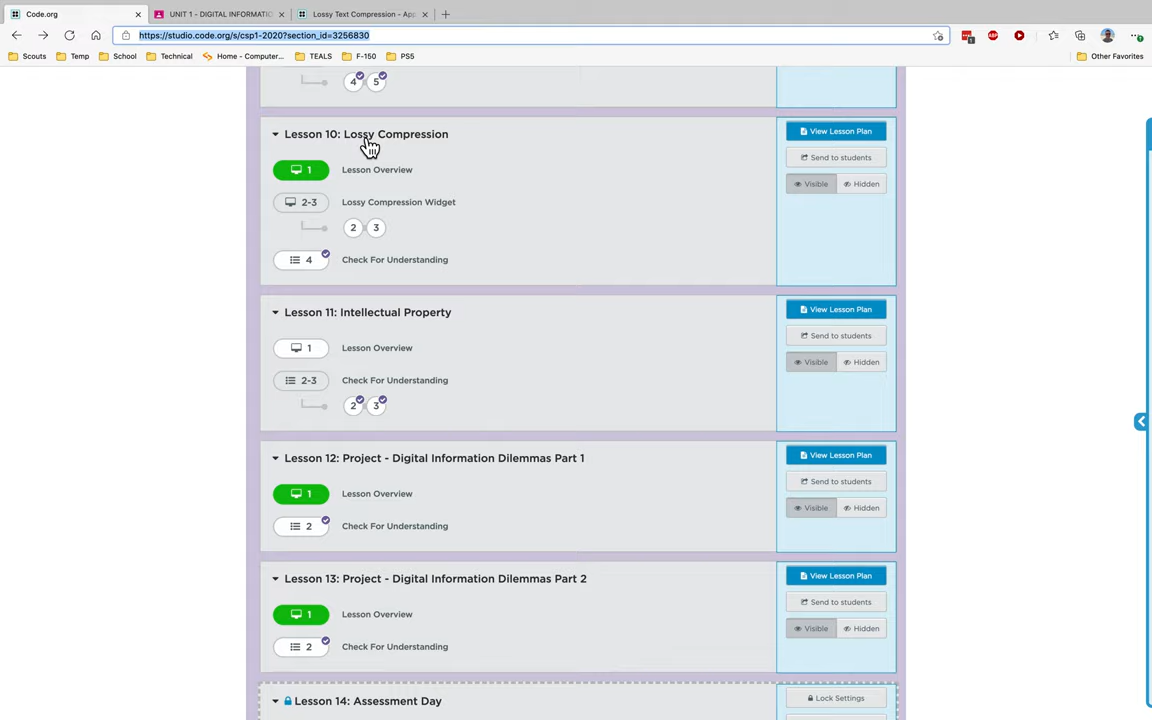 Code.org
UNIT 1 - DIGITAL INFORMATI
Lossy Text Compression - Ap
https://studio.code.org/s/csp1-2020?section_id=3256830
1
ABP
Scouts Temp School Technical Home - Computer... TEALS F-150 PS5 Other Favorites
4 5
Lesson 10: Lossy Compression
View Lesson Plan
Send to students
Visible Hidden
1 Lesson Overview
2-3 Lossy Compression Widget
2 3
4 Check For Understanding
Lesson 11: Intellectual Property
View Lesson Plan
Send to students
Visible Hidden
1 Lesson Overview
2-3 Check For Understanding
2 3
Lesson 12: Project - Digital Information Dilemmas Part 1
View Lesson Plan
Send to students
Visible Hidden
1 Lesson Overview
2 Check For Understanding
Lesson 13: Project - Digital Information Dilemmas Part 2
View Lesson Plan
Send to students
Visible Hidden
1 Lesson Overview
2 Check For Understanding
Lesson 14: Assessment Day
Lock Settings